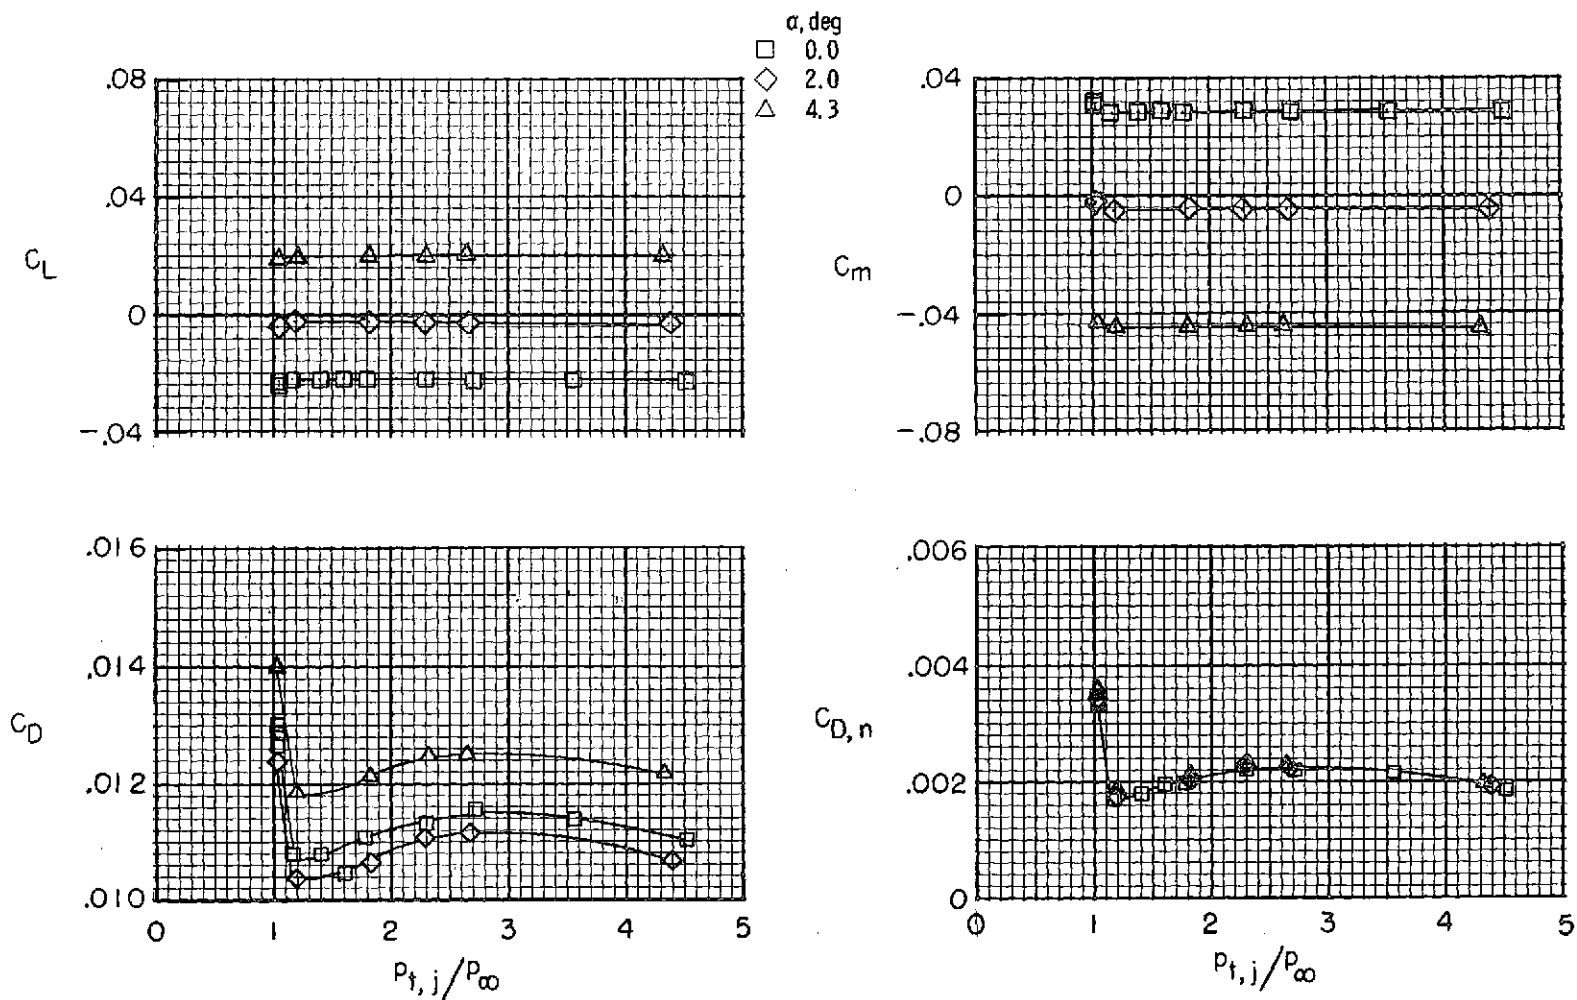 α, deg
0.0
2.0
4.3
.08
.04
0
-.04
C_L
.04
0
-.04
-.08
C_m
.016
.014
.012
.010
C_D
0 1 2 3 4 5
p_t,j/p_∞
.006
.004
.002
0
C_D,n
0 1 2 3 4 5
p_t,j/p_∞